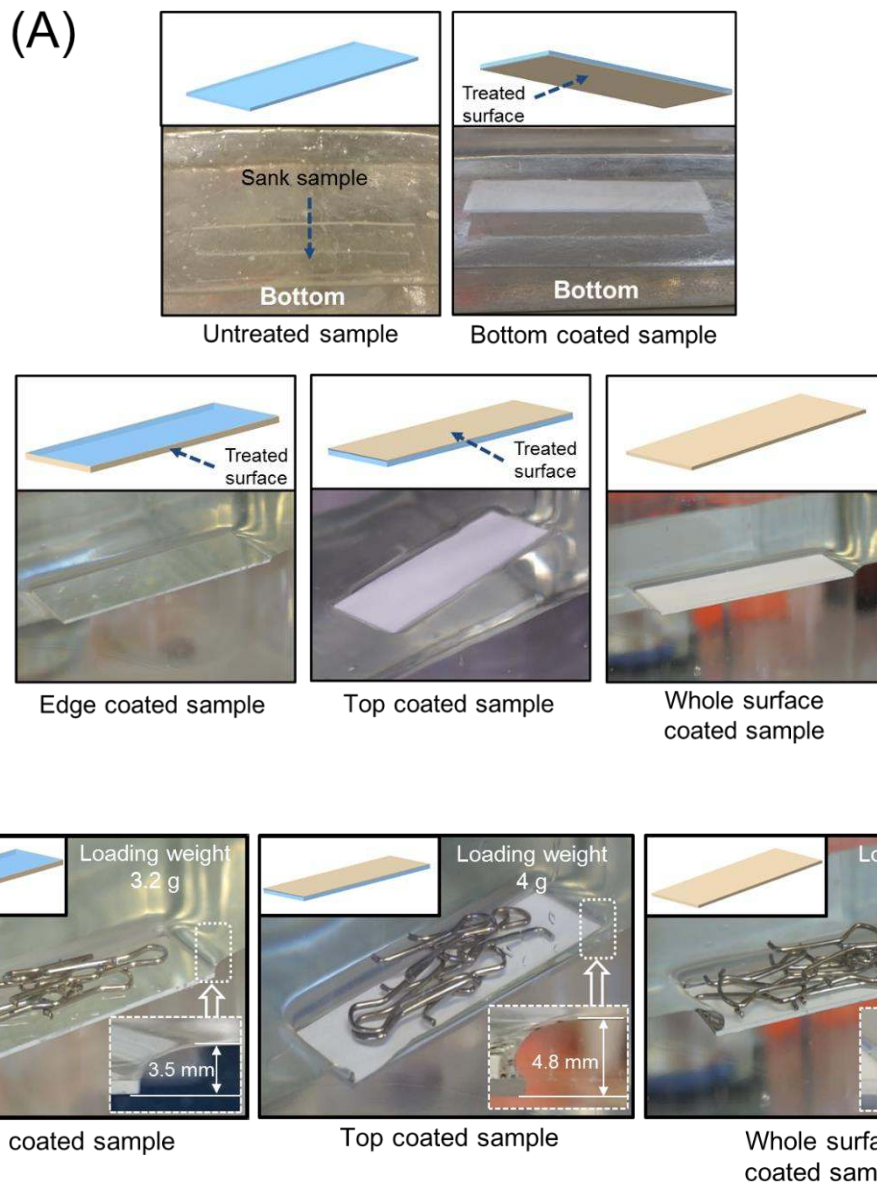 (A)
Treated
surface
Sank sample
Bottom
Bottom
Untreated sample
Bottom coated sample
Treated
surface
Treated
surface
Edge coated sample
Top coated sample
Whole surface
coated sample
Loading weight
3.2 g
Loading weight
4 g
Lo
3.5 mm
4.8 mm
coated sample
Top coated sample
Whole surfa
coated sam